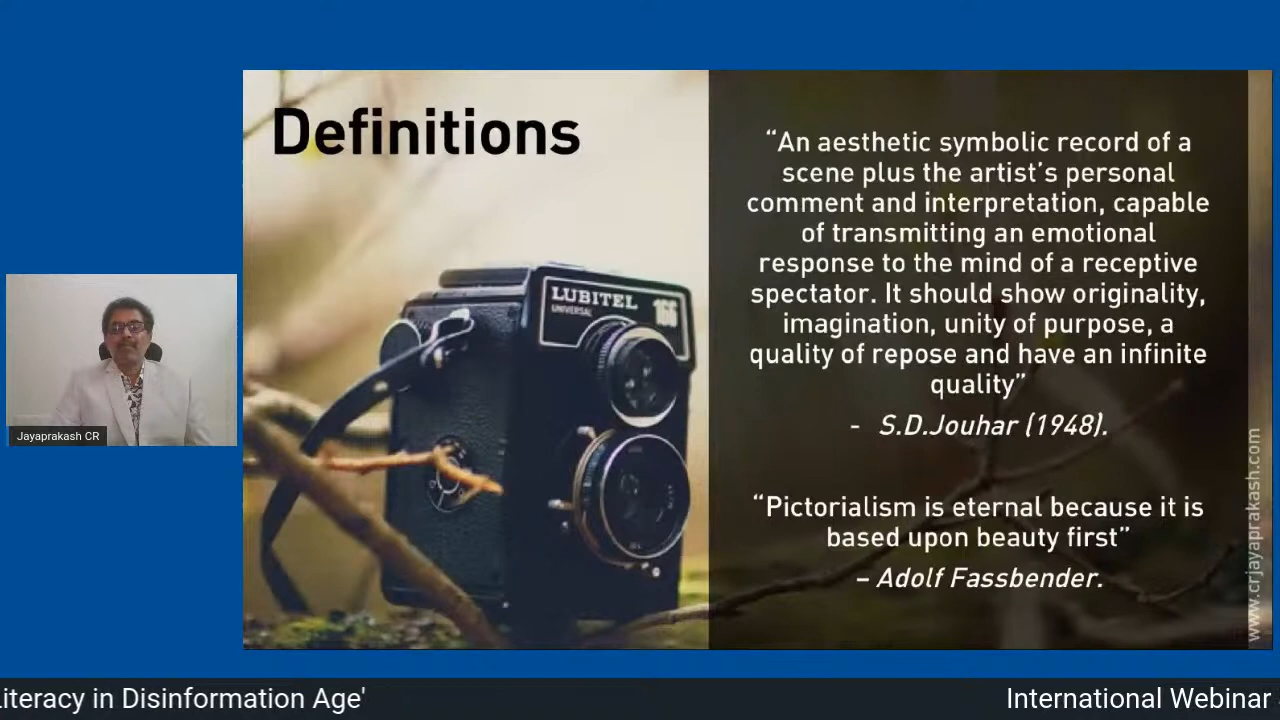 Definitions
“An aesthetic symbolic record of a
scene plus the artist’s personal
comment and interpretation, capable
of transmitting an emotional
response to the mind of a receptive
spectator. It should show originality,
imagination, unity of purpose, a
quality of repose and have an infinite
quality”
- S.D.Jouhar (1948).
“Pictorialism is eternal because it is
based upon beauty first”
– Adolf Fassbender.
LUBITEL
UNIVERSAL
166
www.crjayaprakash.com
Jayaprakash CR
Literacy in Disinformation Age'
International Webinar